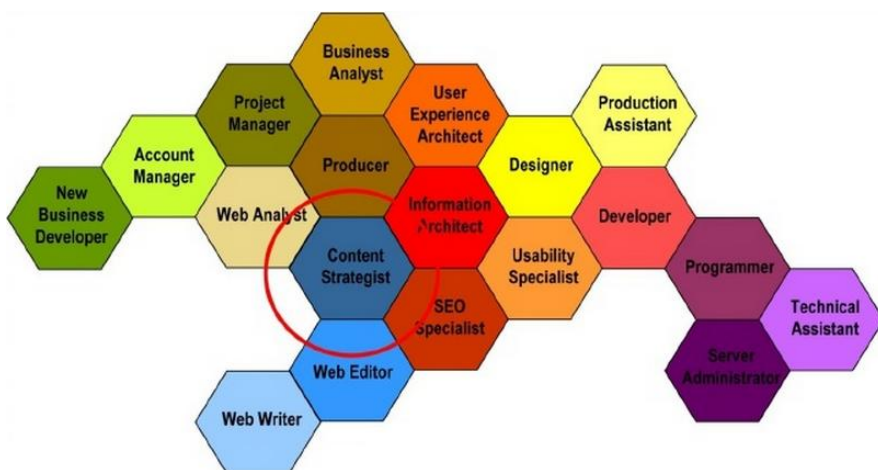 Business
Analyst
Project
Manager
User
Experience
Architect
Production
Assistant
Account
Manager
Producer
Designer
New
Business
Developer
Web Analyst
Information
Architect
Developer
Content
Strategist
Usability
Specialist
Programmer
SEO
Specialist
Technical
Assistant
Web Editor
Server
Administrator
Web Writer